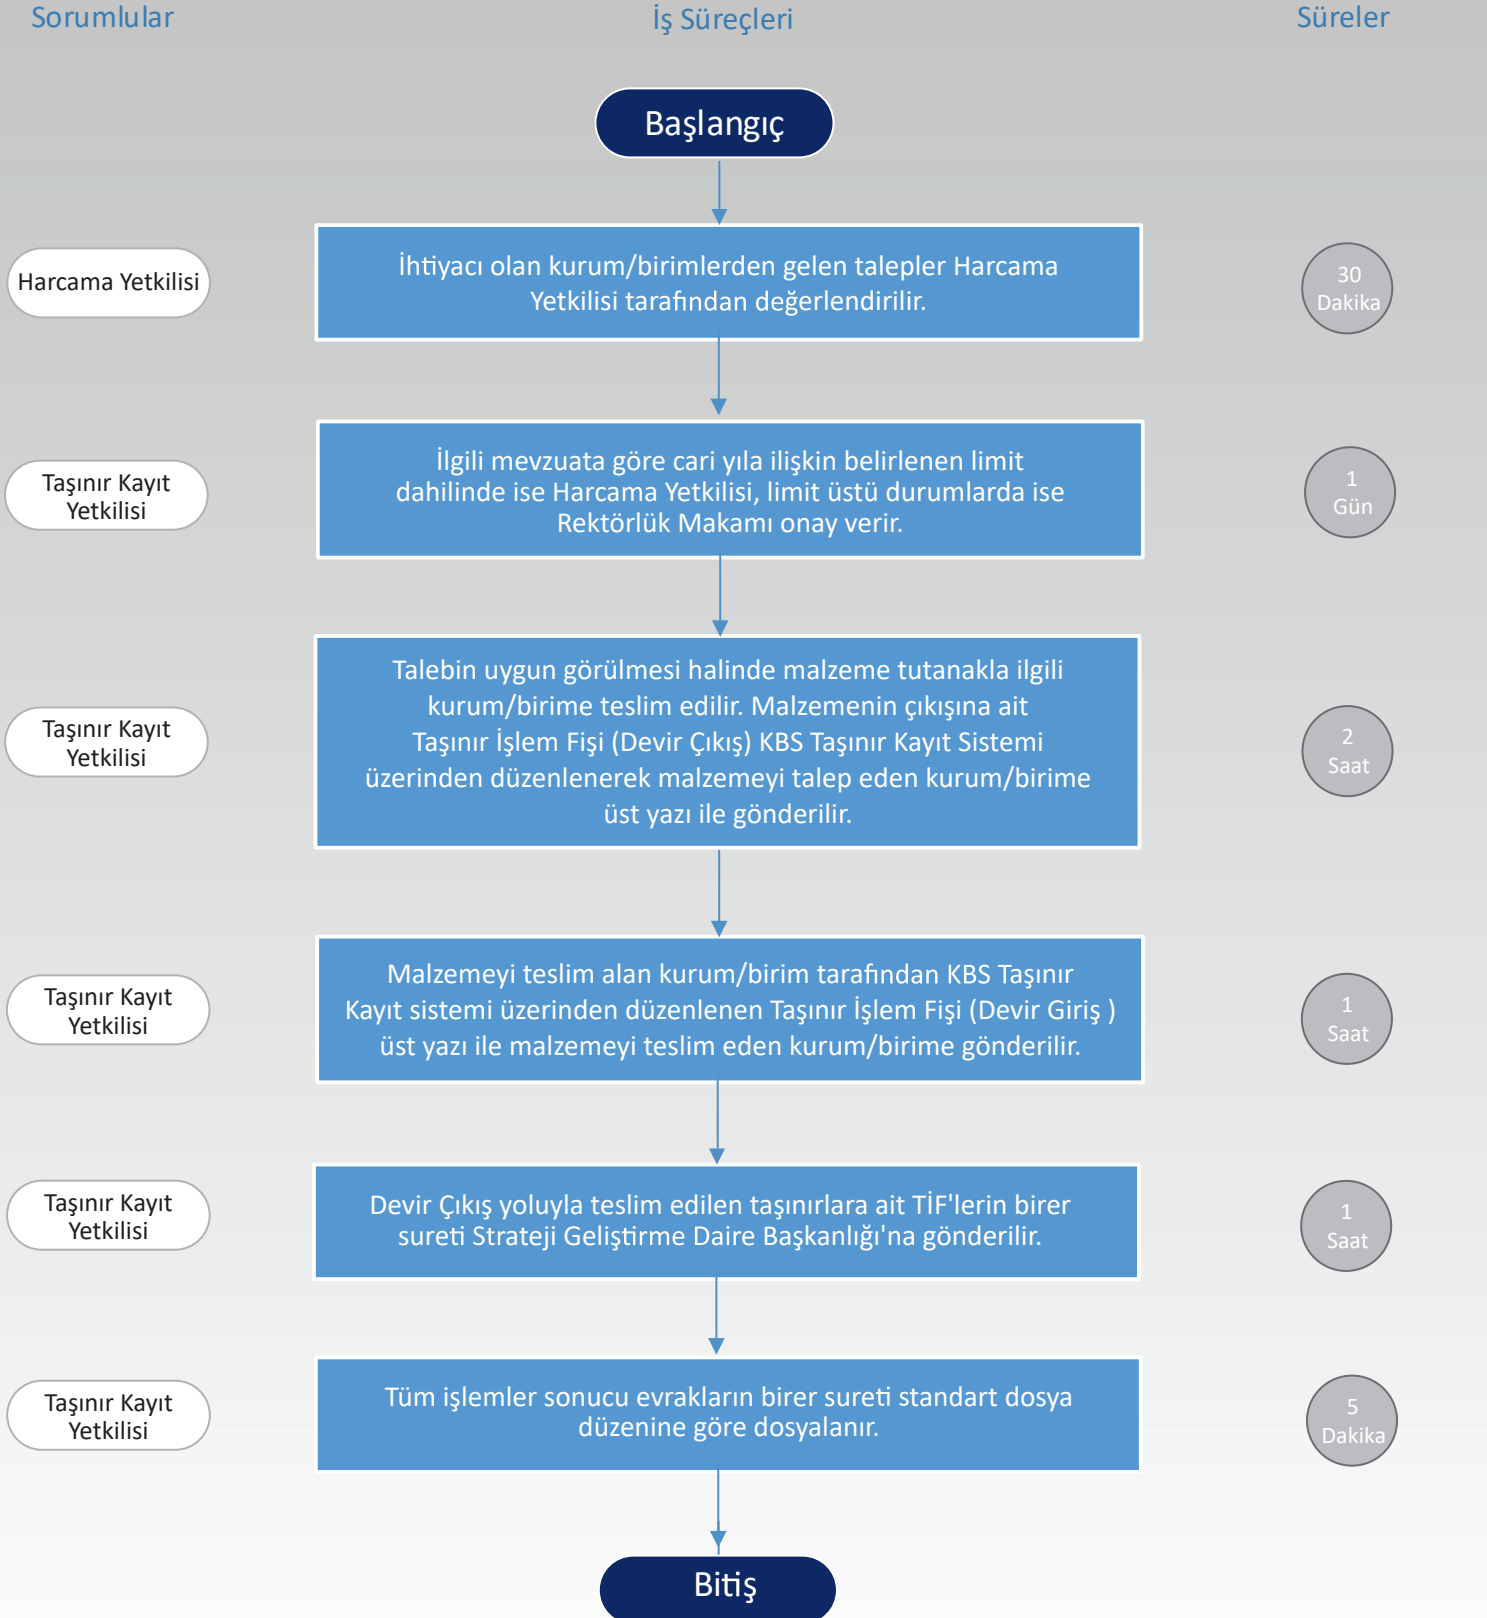 Sorumlular
İş Süreçleri
Süreler
Başlangıç
Harcama Yetkilisi
İhtiyacı olan kurum/birimlerden gelen talepler Harcama
Yetkilisi tarafından değerlendirilir.
30
Dakika
Taşınır Kayıt
Yetkilisi
İlgili mevzuata göre cari yıla ilişkin belirlenen limit
dahilinde ise Harcama Yetkilisi, limit üstü durumlarda ise
Rektörlük Makamı onay verir.
1
Gün
Taşınır Kayıt
Yetkilisi
Talebin uygun görülmesi halinde malzeme tutanakla ilgili
kurum/birime teslim edilir. Malzemenin çıkışına ait
Taşınır İşlem Fişi (Devir Çıkış) KBS Taşınır Kayıt Sistemi
üzerinden düzenlenerek malzemeyi talep eden kurum/birime
üst yazı ile gönderilir.
2
Saat
Taşınır Kayıt
Yetkilisi
Malzemeyi teslim alan kurum/birim tarafından KBS Taşınır
Kayıt sistemi üzerinden düzenlenen Taşınır İşlem Fişi (Devir Giriş )
üst yazı ile malzemeyi teslim eden kurum/birime gönderilir.
1
Saat
Taşınır Kayıt
Yetkilisi
Devir Çıkış yoluyla teslim edilen taşınırlara ait TİF'lerin birer
sureti Strateji Geliştirme Daire Başkanlığı'na gönderilir.
1
Saat
Taşınır Kayıt
Yetkilisi
Tüm işlemler sonucu evrakların birer sureti standart dosya
düzenine göre dosyalanır.
5
Dakika
Bitiş